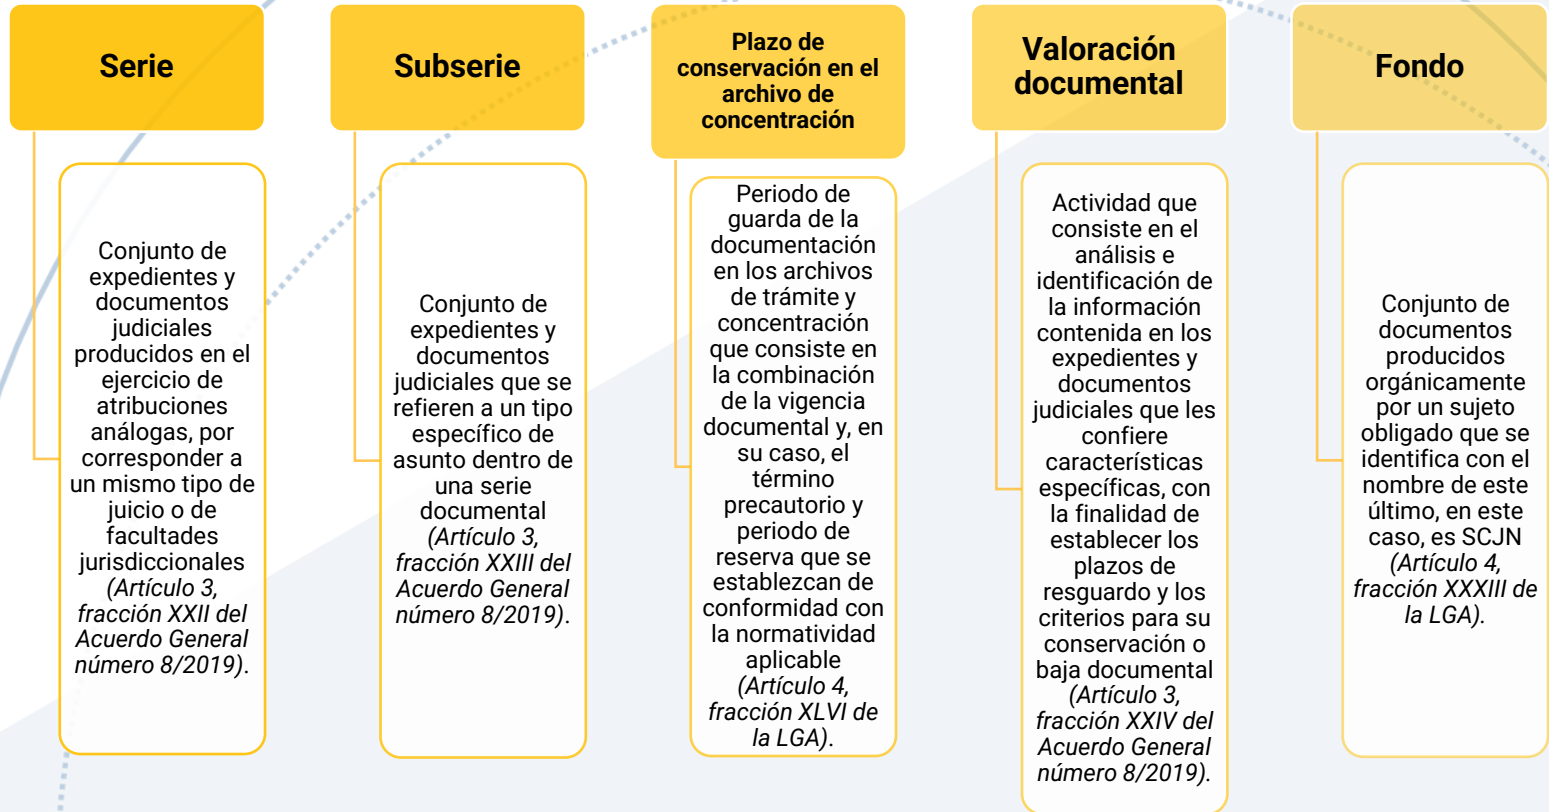 Serie
Conjunto de
expedientes y
documentos
judiciales
producidos en el
ejercicio de
atribuciones
análogas, por
corresponder a
un mismo tipo de
juicio o de
facultades
jurisdiccionales
(Artículo 3,
fracción XXII del
Acuerdo General
número 8/2019).
Subserie
Conjunto de
expedientes y
documentos
judiciales que se
refieren a un tipo
específico de
asunto dentro de
una serie
documental
(Artículo 3,
fracción XXIII del
Acuerdo General
número 8/2019).
Plazo de
conservación en el
archivo de
concentración
Periodo de
guarda de la
documentación
en los archivos
de trámite y
concentración
que consiste en
la combinación
de la vigencia
documental y, en
su caso, el
término
precautorio y
periodo de
reserva que se
establezcan de
conformidad con
la normatividad
aplicable
(Artículo 4,
fracción XLVI de
la LGA).
Valoración
documental
Actividad que
consiste en el
análisis e
identificación de
la información
contenida en los
expedientes y
documentos
judiciales que les
confiere
características
específicas, con
la finalidad de
establecer los
plazos de
resguardo y los
criterios para su
conservación o
baja documental
(Artículo 3,
fracción XXIV del
Acuerdo General
número 8/2019).
Fondo
Conjunto de
documentos
producidos
orgánicamente
por un sujeto
obligado que se
identifica con el
nombre de este
último, en este
caso, es SCJN
(Artículo 4,
fracción XXXIII de
la LGA).